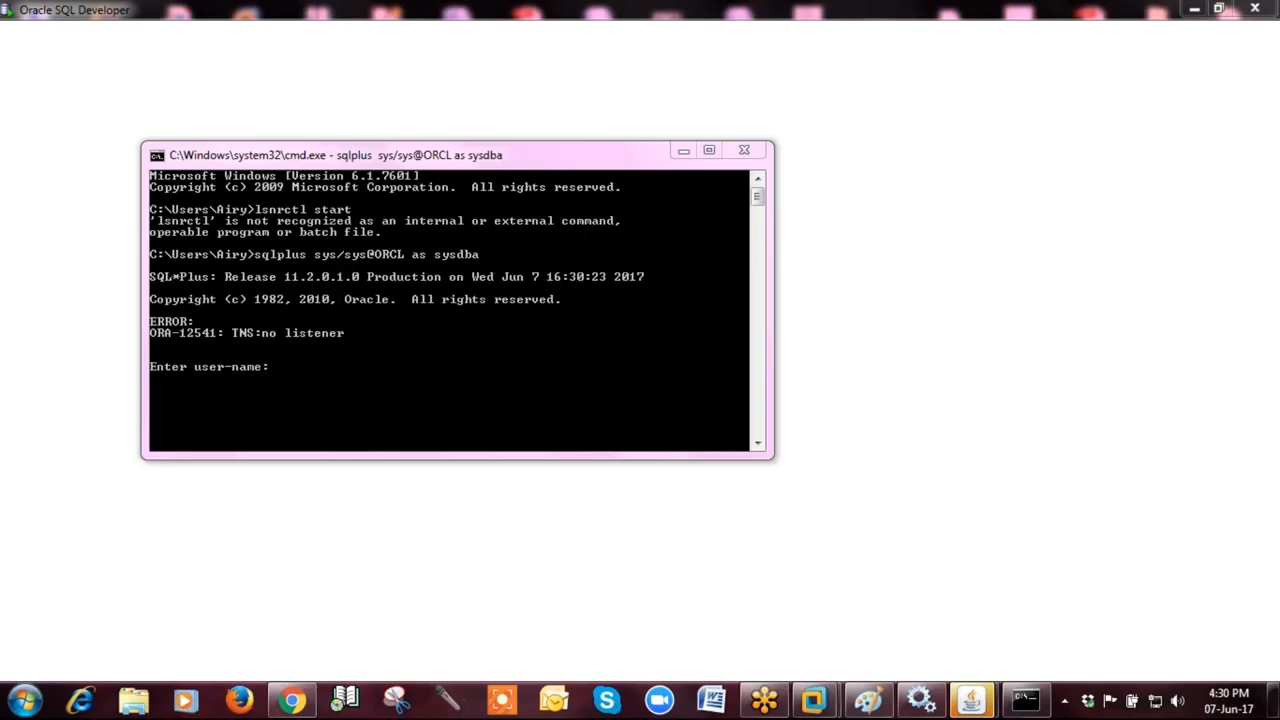 Oracle SQL Developer
C:\Windows\system32\cmd.exe - sqlplus  sys/sys@ORCL as sysdba
Microsoft Windows [Version 6.1.7601]
Copyright (c) 2009 Microsoft Corporation.  All rights reserved.
C:\Users\Airy>lsnrctl start
'lsnrctl' is not recognized as an internal or external command,
operable program or batch file.
C:\Users\Airy>sqlplus sys/sys@ORCL as sysdba
SQL*Plus: Release 11.2.0.1.0 Production on Wed Jun 7 16:30:23 2017
Copyright (c) 1982, 2010, Oracle.  All rights reserved.
ERROR:
ORA-12541: TNS:no listener
Enter user-name:
4:30 PM
07-Jun-17